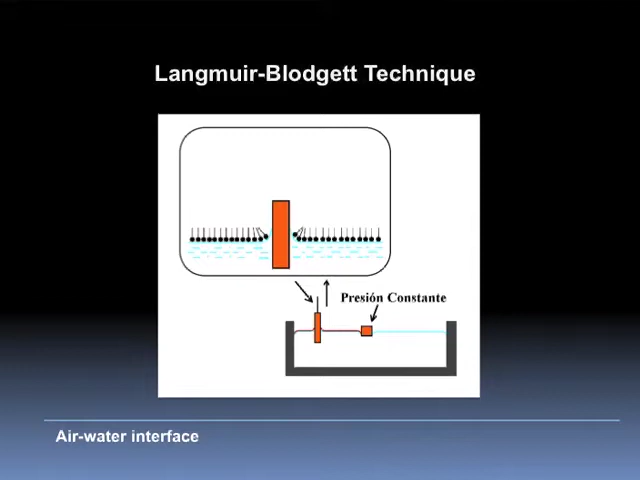 Langmuir-Blodgett Technique
Presión Constante
Air-water interface